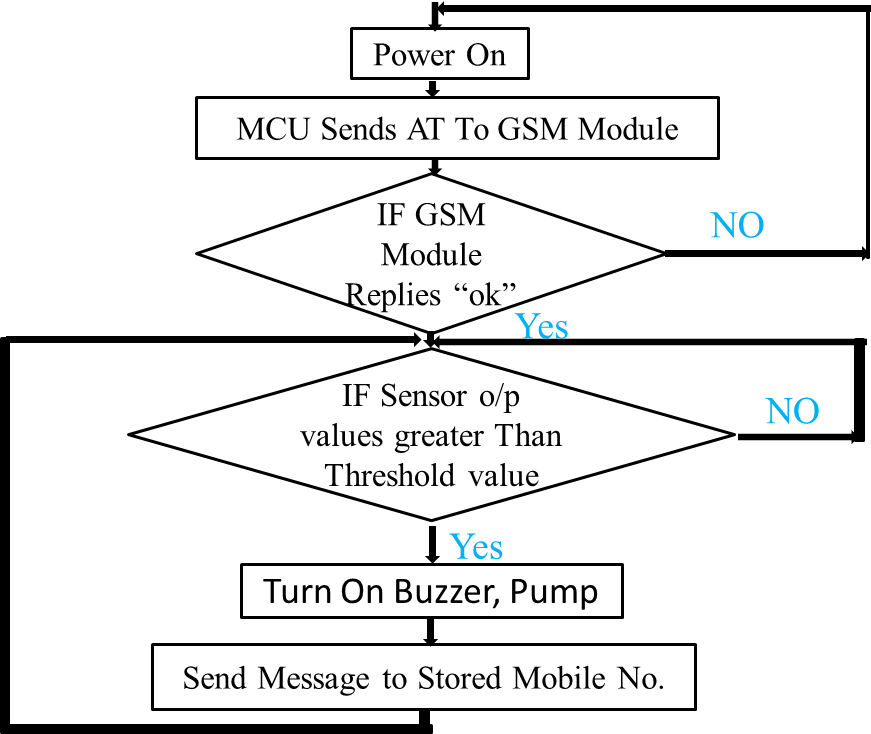 Power On
MCU Sends AT To GSM Module
IF GSM
Module
Replies “ok”
NO
Yes
IF Sensor o/p
values greater Than
Threshold value
NO
Yes
Turn On Buzzer, Pump
Send Message to Stored Mobile No.